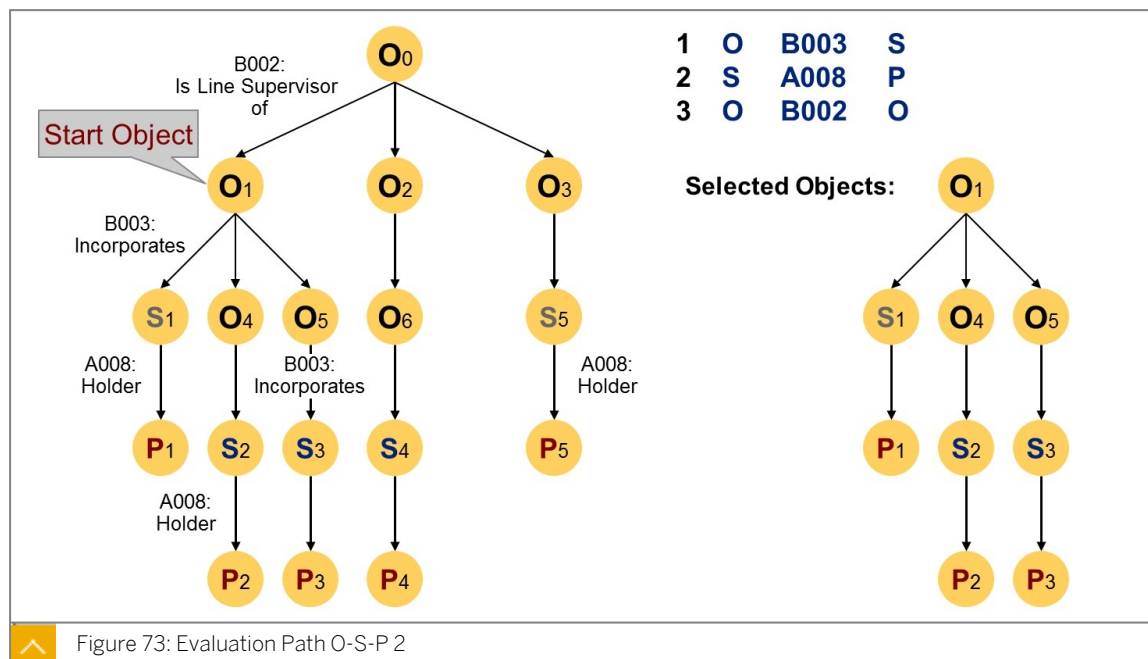 O0
B002:
Is Line Supervisor
of
Start Object
O1
O2
O3
B003:
Incorporates
S1
O4
O5
O6
S5
A008:
Holder
B003:
Incorporates
A008:
Holder
P1
S2
S3
S4
P5
A008:
Holder
P2
P3
P4
1 O B003 S
2 S A008 P
3 O B002 O
Selected Objects:
O1
S1
O4
O5
P1
S2
S3
P2
P3
Figure 73: Evaluation Path O-S-P 2